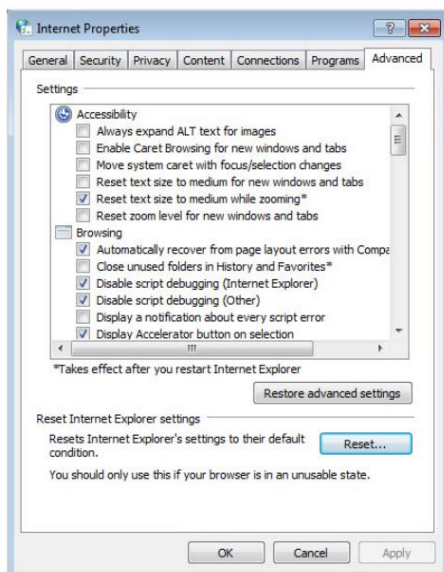 Internet Properties
General Security Privacy Content Connections Programs Advanced
Settings
Accessibility
Always expand ALT text for images
Enable Caret Browsing for new windows and tabs
Move system caret with focus/selection changes
Reset text size to medium for new windows and tabs
Reset text size to medium while zooming*
Reset zoom level for new windows and tabs
Browsing
Automatically recover from page layout errors with Compa
Close unused folders in History and Favorites*
Disable script debugging (Internet Explorer)
Disable script debugging (Other)
Display a notification about every script error
Display Accelerator button on selection
*Takes effect after you restart Internet Explorer
Restore advanced settings
Reset Internet Explorer settings
Resets Internet Explorer's settings to their default
condition.
Reset...
You should only use this if your browser is in an unusable state.
OK Cancel Apply